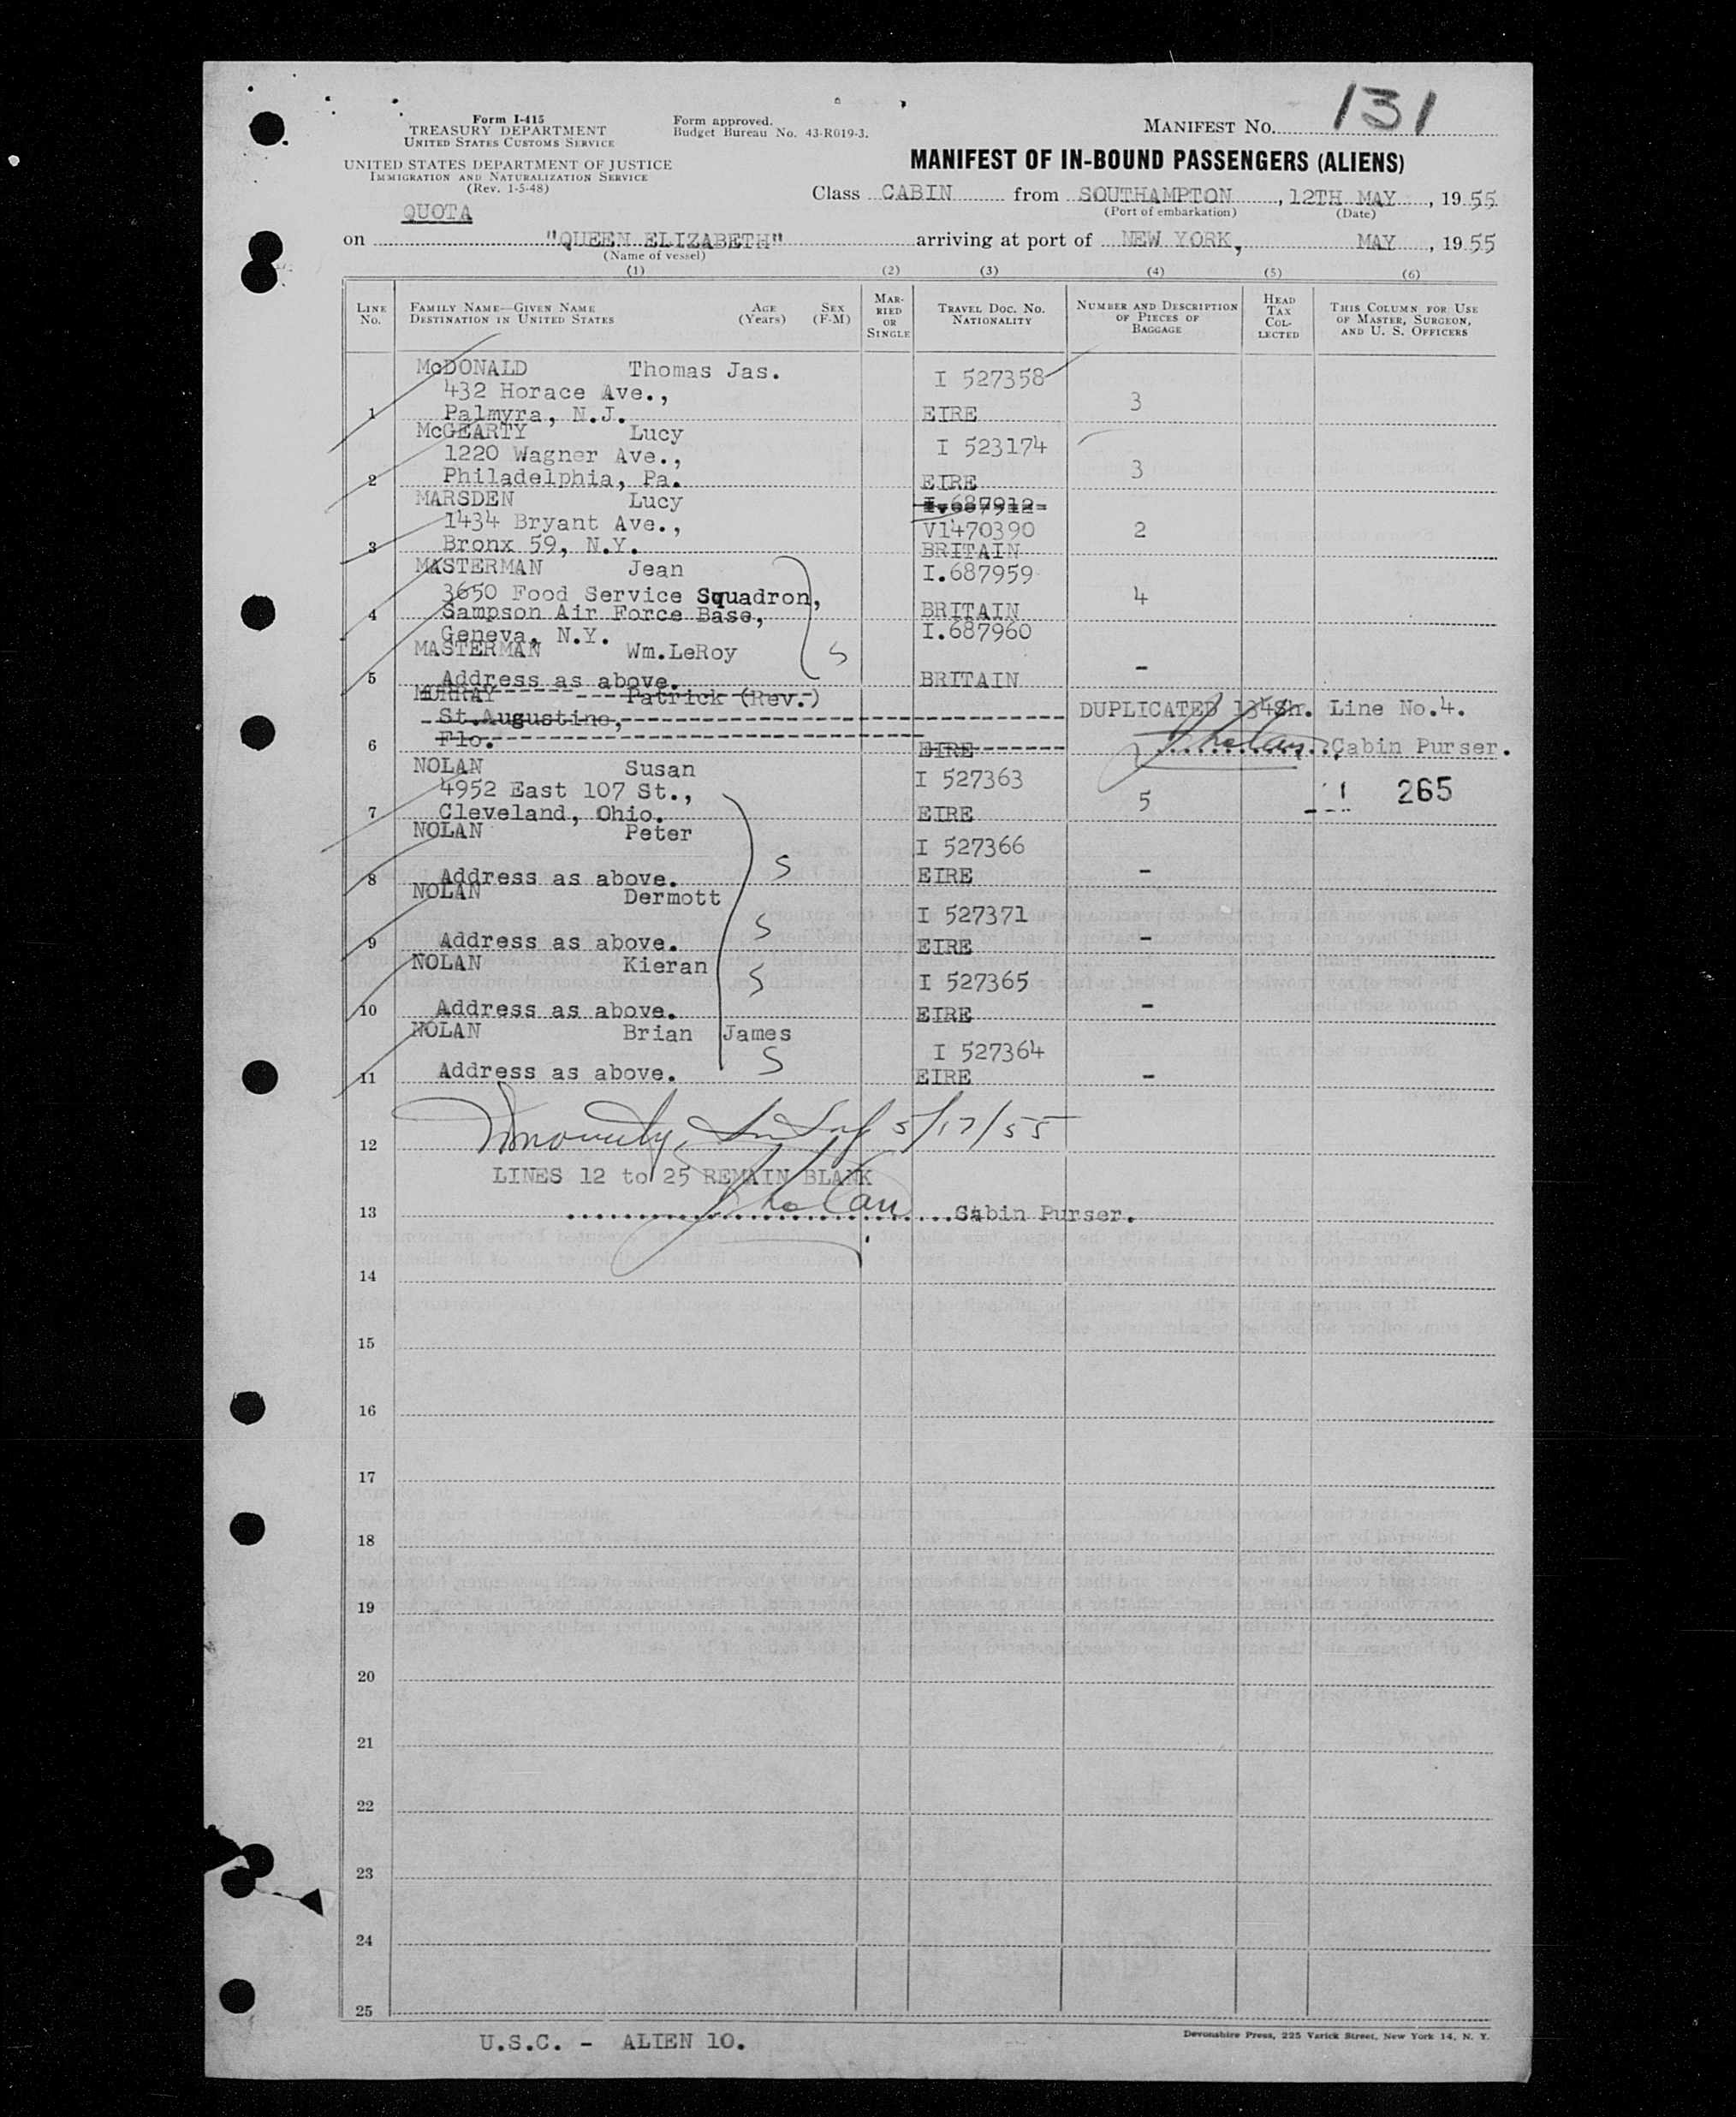 131
Form I-415
TREASURY DEPARTMENT
UNITED STATES CUSTOMS SERVICE
Form approved.
Budget Bureau No. 43-R019-3.
MANIFEST No.
UNITED STATES DEPARTMENT OF JUSTICE
IMMIGRATION AND NATURALIZATION SERVICE
(Rev. 1-5-48)
MANIFEST OF IN-BOUND PASSENGERS (ALIENS)
Class CABIN from SOUTHAMPTON, 12TH MAY, 1955
(Port of embarkation) (Date)
QUOTA
on "QUEEN ELIZABETH" arriving at port of NEW YORK, MAY, 1955
(Name of vessel)
(1) (2) (3) (4) (5) (6)
LINE No. FAMILY NAME—GIVEN NAME DESTINATION IN UNITED STATES AGE (Years) SEX (F-M) MARRIED OR SINGLE TRAVEL DOC. No. NATIONALITY NUMBER AND DESCRIPTION OF PIECES OF BAGGAGE HEAD TAX COLLECTED THIS COLUMN FOR USE OF MASTER, SURGEON, AND U. S. OFFICERS
McDONALD Thomas Jas. I 527358
432 Horace Ave.,
1 Palmyra, N.J. EIRE 3
McGEARTY Lucy I 523174
1220 Wagner Ave.,
2 Philadelphia, Pa. EIRE 3
MARSDEN Lucy I.687912
1434 Bryant Ave., V1470390 2
3 Bronx 59, N.Y. BRITAIN
MASTERMAN Jean I.687959
3650 Food Service Squadron, 4
4 Sampson Air Force Base, BRITAIN
Geneva, N.Y. I.687960
MASTERMAN Wm.LeRoy S
5 Address as above. BRITAIN -
MURRAY Patrick (Rev.)
St.Augustine, DUPLICATED 134Sh. Line No.4.
6 Flo. EIRE Cabin Purser.
NOLAN Susan I 527363
4952 East 107 St., 5 265
7 Cleveland, Ohio. EIRE
NOLAN Peter I 527366
S
8 Address as above. EIRE -
NOLAN Dermott I 527371
S
9 Address as above. EIRE -
NOLAN Kieran I 527365
S
10 Address as above. EIRE -
NOLAN Brian James I 527364
S
11 Address as above. EIRE -
12 5/17/55
LINES 12 to 25 REMAIN BLANK
13 Cabin Purser.
14
15
16
17
18
19
20
21
22
23
24
25
U.S.C. - ALIEN 10.
Devonshire Press, 225 Varick Street, New York 14, N. Y.